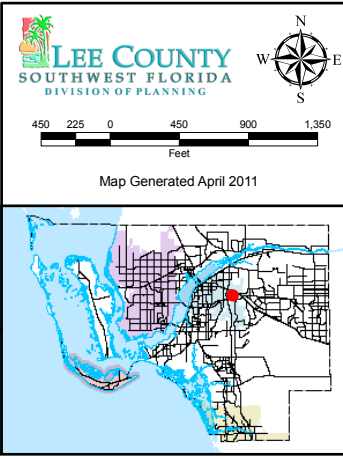 N
W E
S
LEE COUNTY
SOUTHWEST FLORIDA
DIVISION OF PLANNING
450 225 0 450 900 1,350
Feet
Map Generated April 2011